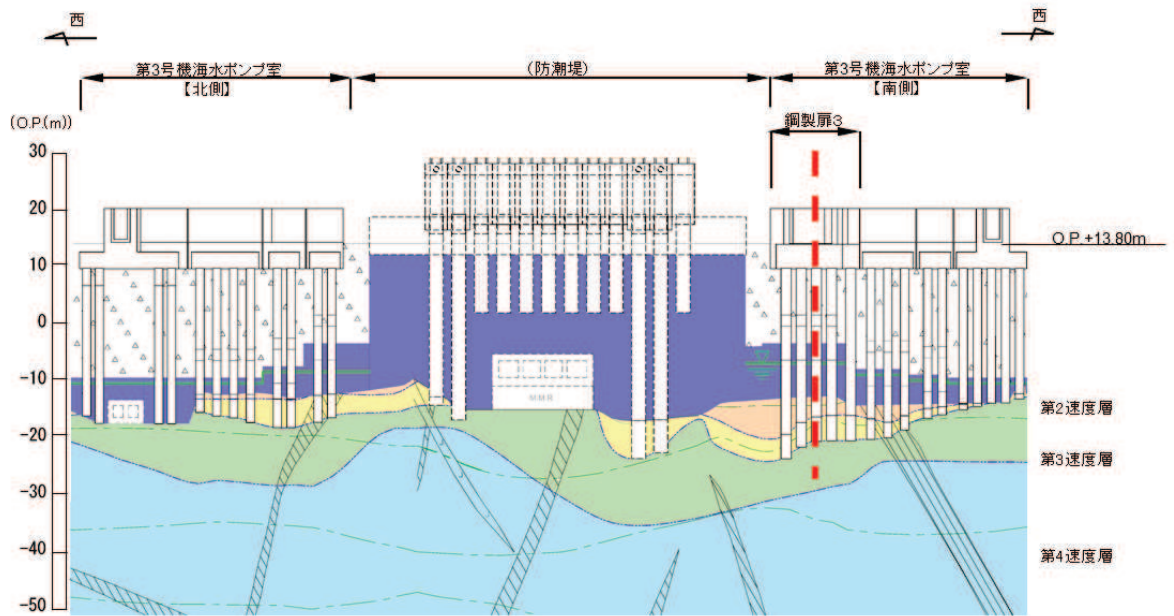 西
西
第3号機海水ポンプ室
【北側】
(防潮堤)
第3号機海水ポンプ室
【南側】
鋼製扉3
(O.P.(m))
30
20
10
0
-10
-20
-30
-40
-50
O.P.+13.80m
MMR
第2速度層
第3速度層
第4速度層